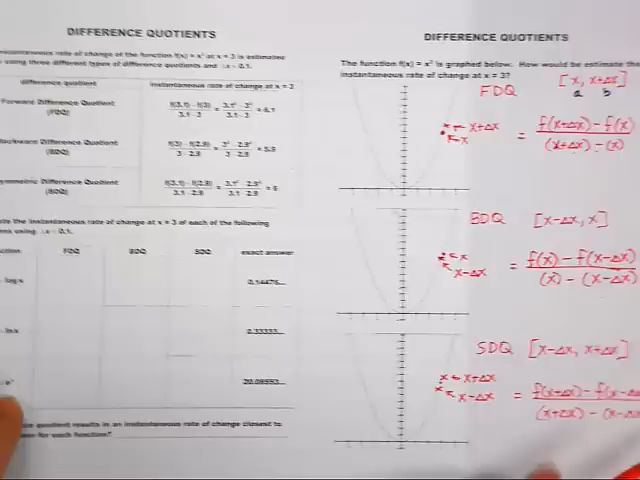 DIFFERENCE QUOTIENTS
rate of change of the function f(x) = x² at x = 3 is estimated
using three different types of difference quotients and Δx = 0.1.
difference quotient
instantaneous rate of change at x = 3
Forward Difference Quotient
(FDQ)
f(3.1) - f(3) / 3.1 - 3 = 3.1² - 3² / 3.1 - 3 = 6.1
Backward Difference Quotient
(BDQ)
f(3) - f(2.9) / 3 - 2.9 = 3² - 2.9² / 3 - 2.9 = 5.9
Symmetric Difference Quotient
(SDQ)
f(3.1) - f(2.9) / 3.1 - 2.9 = 3.1² - 2.9² / 3.1 - 2.9 = 6
the instantaneous rate of change at x = 3 of each of the following
using Δx = 0.1.
FDQ BDQ SDQ exact answer
log x
0.14476...
ln x
0.33333...
20.08553...
quotient results in an instantaneous rate of change closest to
for each function?
DIFFERENCE QUOTIENTS
The function f(x) = x² is graphed below. How would be estimate the
instantaneous rate of change at x = 3?
FDQ [x, x+Δx]
a b
x+Δx
x
= f(x+Δx) - f(x) / (x+Δx) - (x)
BDQ [x-Δx, x]
x
x-Δx
= f(x) - f(x-Δx) / (x) - (x-Δx)
SDQ [x-Δx, x+Δx]
x+Δx
x-Δx
= f(x+Δx) - f(x-Δx / (x+Δx) - (x-Δx